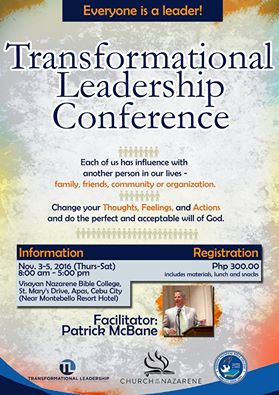 Everyone is a leader!
Transformational
Leadership
Conference
Each of us has influence with
another person in our lives -
family, friends, community or organization.
Change your Thoughts, Feelings, and Actions
and do the perfect and acceptable will of God.
Information
Nov. 3-5, 2016 (Thurs-Sat)
8:00 am - 5:00 pm
Visayan Nazarene Bible College,
St. Mary's Drive, Apas, Cebu City
(Near Montebello Resort Hotel)
Registration
Php 300.00
includes materials, lunch and snacks
Facilitator:
Patrick McBane
TL
TRANSFORMATIONAL LEADERSHIP
CHURCH OF THE NAZARENE